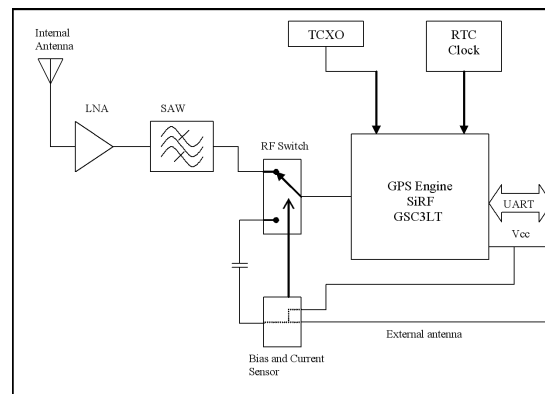 Internal
Antenna
LNA
SAW
TCXO
RTC
Clock
RF Switch
GPS Engine
SiRF
GSC3LT
UART
Vcc
External antenna
Bias and Current
Sensor